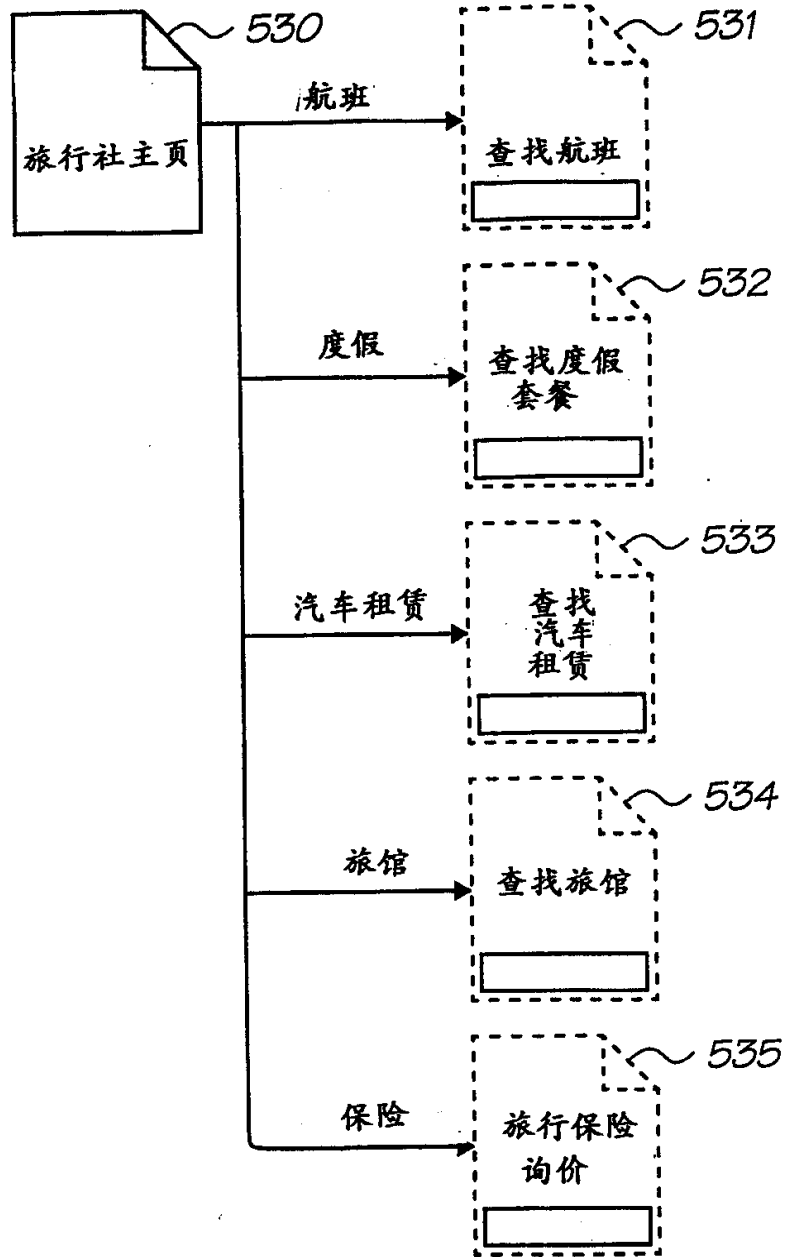 530
旅行社主页
航班
531
查找航班
度假
532
查找度假
套餐
汽车租赁
533
查找
汽车
租赁
旅馆
534
查找旅馆
保险
535
旅行保险
询价